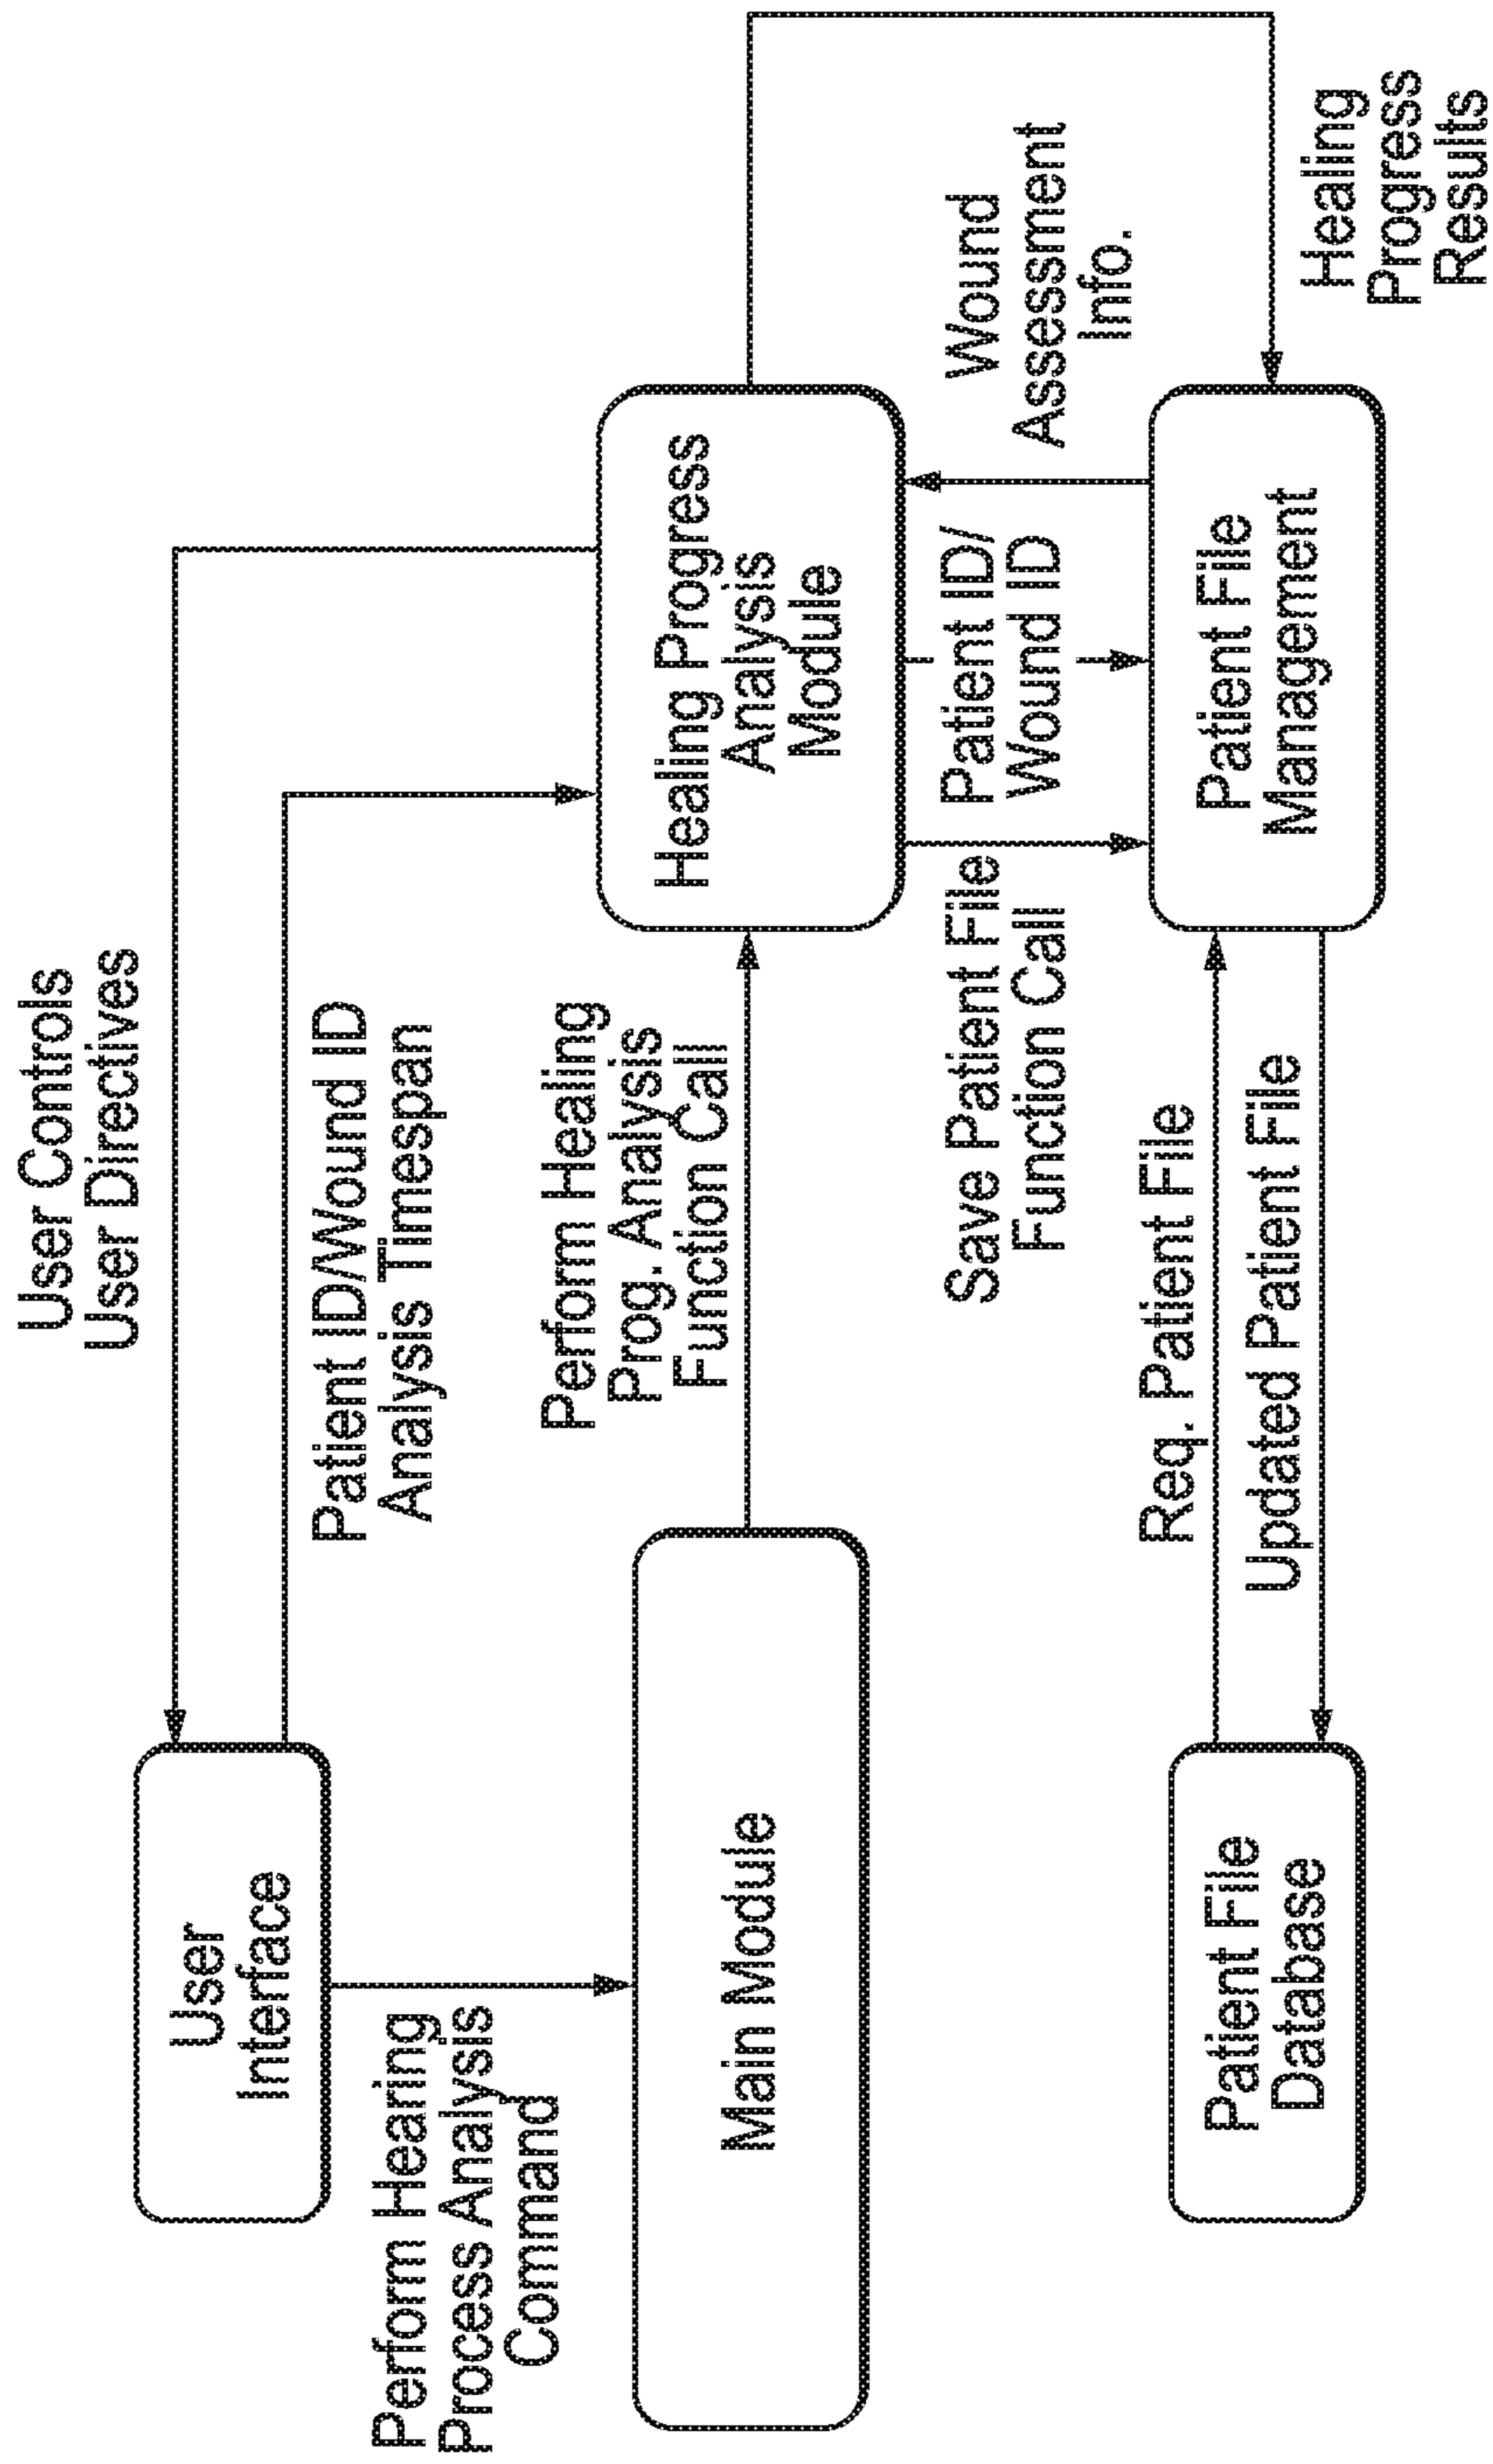 User Controls
User Directives
User
Interface
Patient ID/Wound ID
Analysis Timespan
Perform Hearing
Process Analysis
Command
Perform Healing
Prog. Analysis
Function Call
Main Module
Healing Progress
Analysis
Module
Save Patient File
Function Call
Patient ID/
Wound ID
Wound
Assessment
Info.
Req. Patient File
Updated Patient File
Patient File
Database
Patient File
Management
Healing
Progress
Results